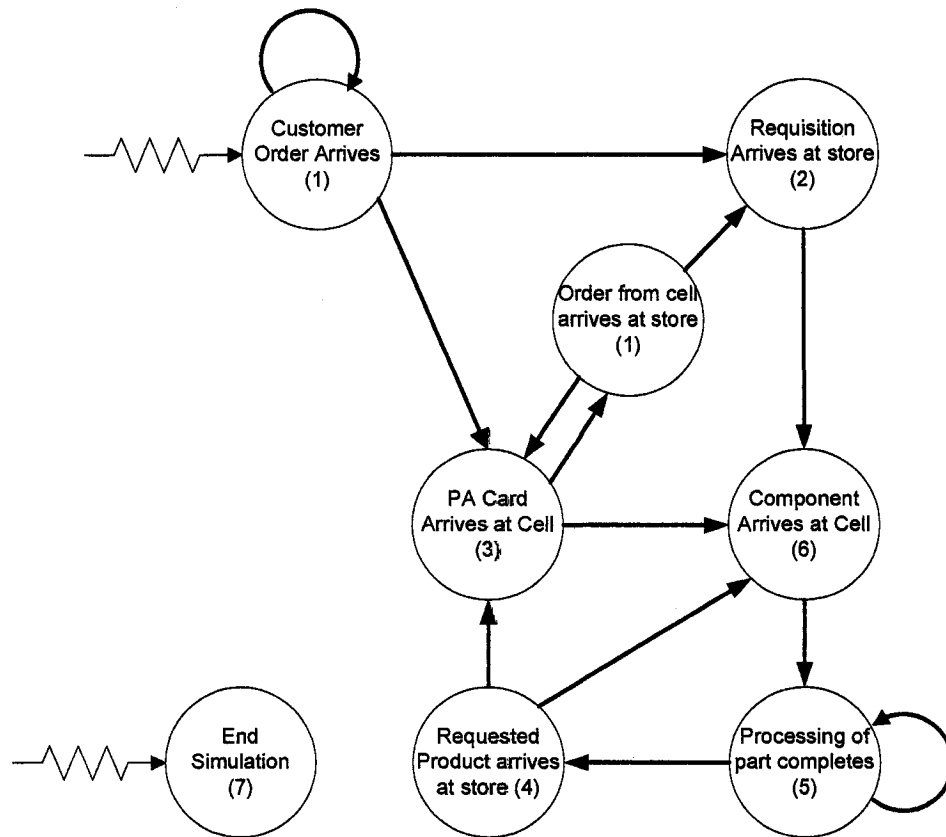 Customer
Order Arrives
(1)
Requisition
Arrives at store
(2)
Order from cell
arrives at store
(1)
PA Card
Arrives at Cell
(3)
Component
Arrives at Cell
(6)
End
Simulation
(7)
Requested
Product arrives
at store (4)
Processing of
part completes
(5)